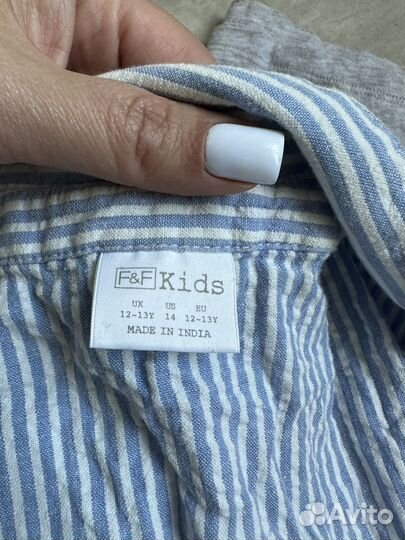 F&F Kids
UK US EU
12-13Y 14 12-13Y
MADE IN INDIA
Avito